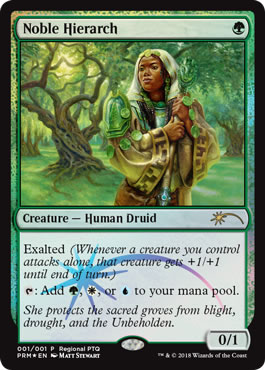 Noble Hierarch
Creature — Human Druid
Exalted (Whenever a creature you control
attacks alone, that creature gets +1/+1
until end of turn.)
: Add , , or to your mana pool.
She protects the sacred groves from blight,
drought, and the Unbeholden.
0/1
001/001 P Regional PTQ
PRM ★ EN MATT STEWART
™ & © 2018 Wizards of the Coast